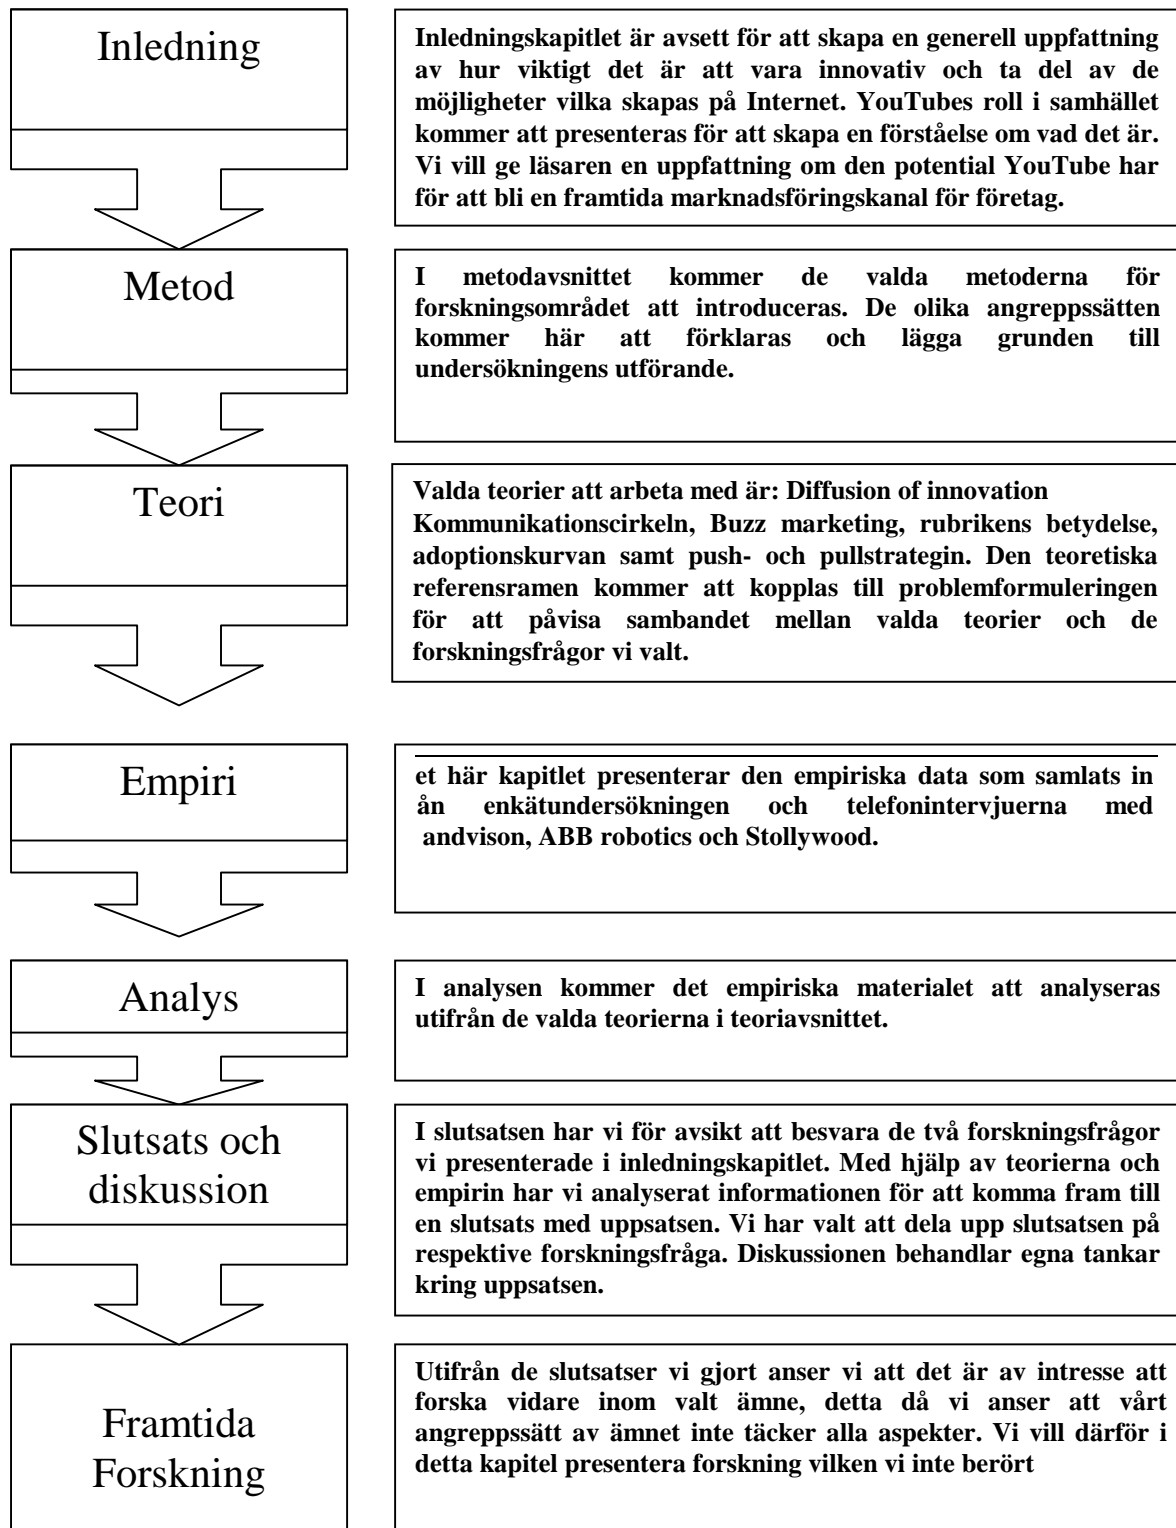 Inledning
Inledningskapitlet är avsett för att skapa en generell uppfattning
av hur viktigt det är att vara innovativ och ta del av de
möjligheter vilka skapas på Internet. YouTubes roll i samhället
kommer att presenteras för att skapa en förståelse om vad det är.
Vi vill ge läsaren en uppfattning om den potential YouTube har
för att bli en framtida marknadsföringskanal för företag.
Metod
I metodavsnittet kommer de valda metoderna för
forskningsområdet att introduceras. De olika angreppssätten
kommer här att förklaras och lägga grunden till
undersökningens utförande.
Teori
Valda teorier att arbeta med är: Diffusion of innovation
Kommunikationscirkeln, Buzz marketing, rubrikens betydelse,
adoptionskurvan samt push- och pullstrategin. Den teoretiska
referensramen kommer att kopplas till problemformuleringen
för att påvisa sambandet mellan valda teorier och de
forskningsfrågor vi valt.
Empiri
et här kapitlet presenterar den empiriska data som samlats in
ån enkätundersökningen och telefonintervjuerna med
andvison, ABB robotics och Stollywood.
Analys
I analysen kommer det empiriska materialet att analyseras
utifrån de valda teorierna i teoriavsnittet.
Slutsats och
diskussion
I slutsatsen har vi för avsikt att besvara de två forskningsfrågor
vi presenterade i inledningskapitlet. Med hjälp av teorierna och
empirin har vi analyserat informationen för att komma fram till
en slutsats med uppsatsen. Vi har valt att dela upp slutsatsen på
respektive forskningsfråga. Diskussionen behandlar egna tankar
kring uppsatsen.
Framtida
Forskning
Utifrån de slutsatser vi gjort anser vi att det är av intresse att
forska vidare inom valt ämne, detta då vi anser att vårt
angreppssätt av ämnet inte täcker alla aspekter. Vi vill därför i
detta kapitel presentera forskning vilken vi inte berört